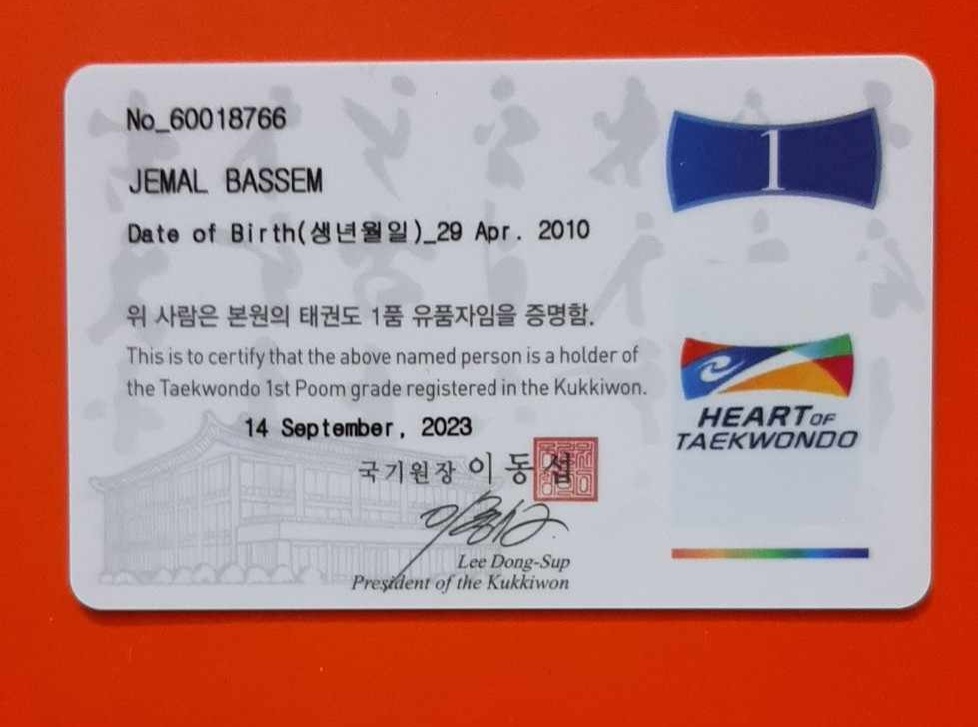 No_60018766
1
JEMAL BASSEM
Date of Birth(생년월일)_29 Apr. 2010
위 사람은 본원의 태권도 1품 유품자임을 증명함.
This is to certify that the above named person is a holder of
the Taekwondo 1st Poom grade registered in the Kukkiwon.
14 September, 2023
국기원장 이동섭
Lee Dong-Sup
President of the Kukkiwon
HEART OF
TAEKWONDO